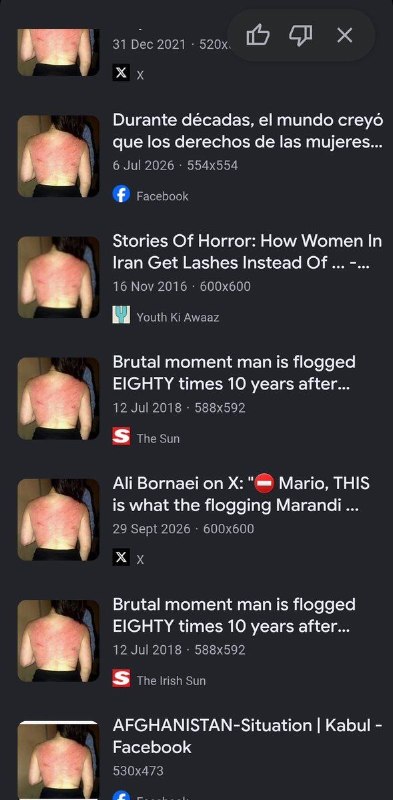 31 Dec 2021 · 520x
X
Durante décadas, el mundo creyó
que los derechos de las mujeres...
6 Jul 2026 · 554x554
Facebook
Stories Of Horror: How Women In
Iran Get Lashes Instead Of ... -...
16 Nov 2016 · 600x600
Youth Ki Awaaz
Brutal moment man is flogged
EIGHTY times 10 years after...
12 Jul 2018 · 588x592
The Sun
Ali Bornaei on X: "⛔ Mario, THIS
is what the flogging Marandi ...
29 Sept 2026 · 600x600
X
Brutal moment man is flogged
EIGHTY times 10 years after...
12 Jul 2018 · 588x592
The Irish Sun
AFGHANISTAN-Situation | Kabul -
Facebook
530x473
Facebook